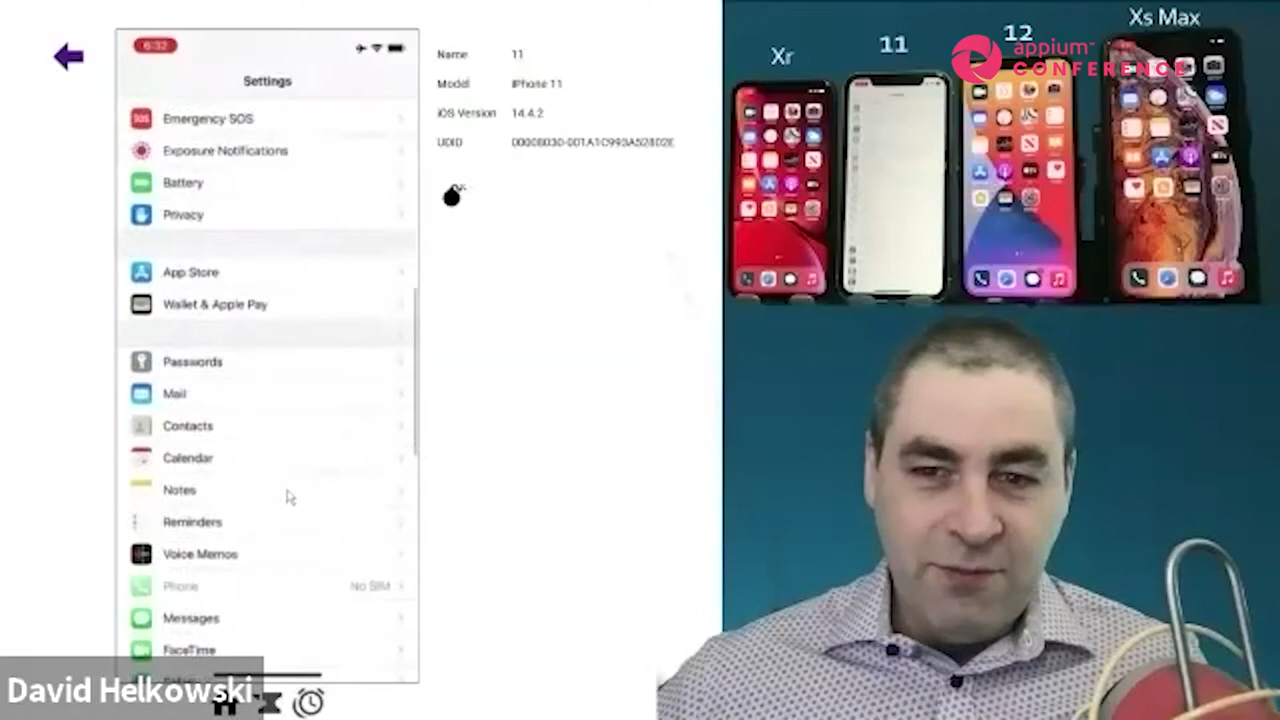 6:32
Settings
SOS Emergency SOS
Exposure Notifications
Battery
Privacy
App Store
Wallet & Apple Pay
Passwords
Mail
Contacts
Calendar
Notes
Reminders
Voice Memos
Phone No SIM
Messages
FaceTime
Name 11
Model iPhone 11
iOS Version 14.4.2
UDID
Xr
11
12
Xs Max
appium
CONFERENCE
David Helkowski